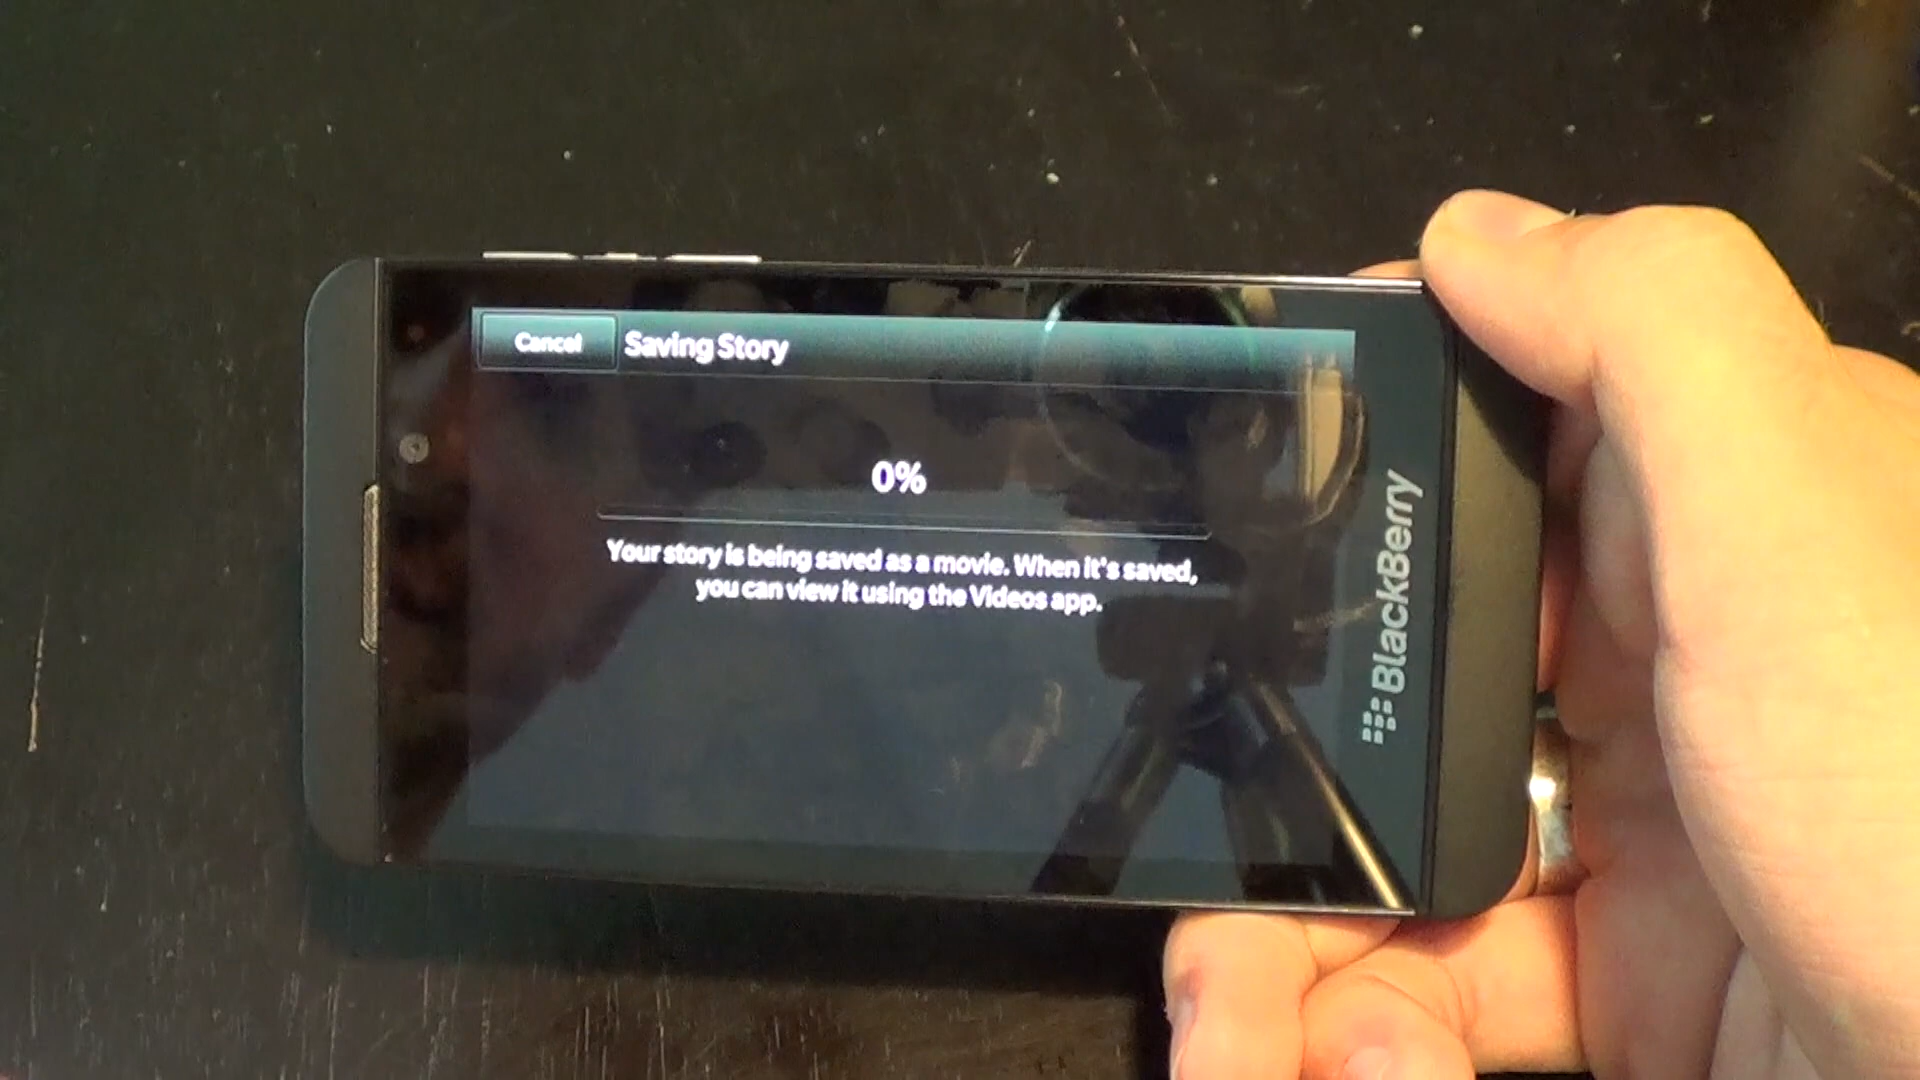 Cancel Saving Story
0%
Your story is being saved as a movie. When it's saved,
you can view it using the Videos app.
BlackBerry